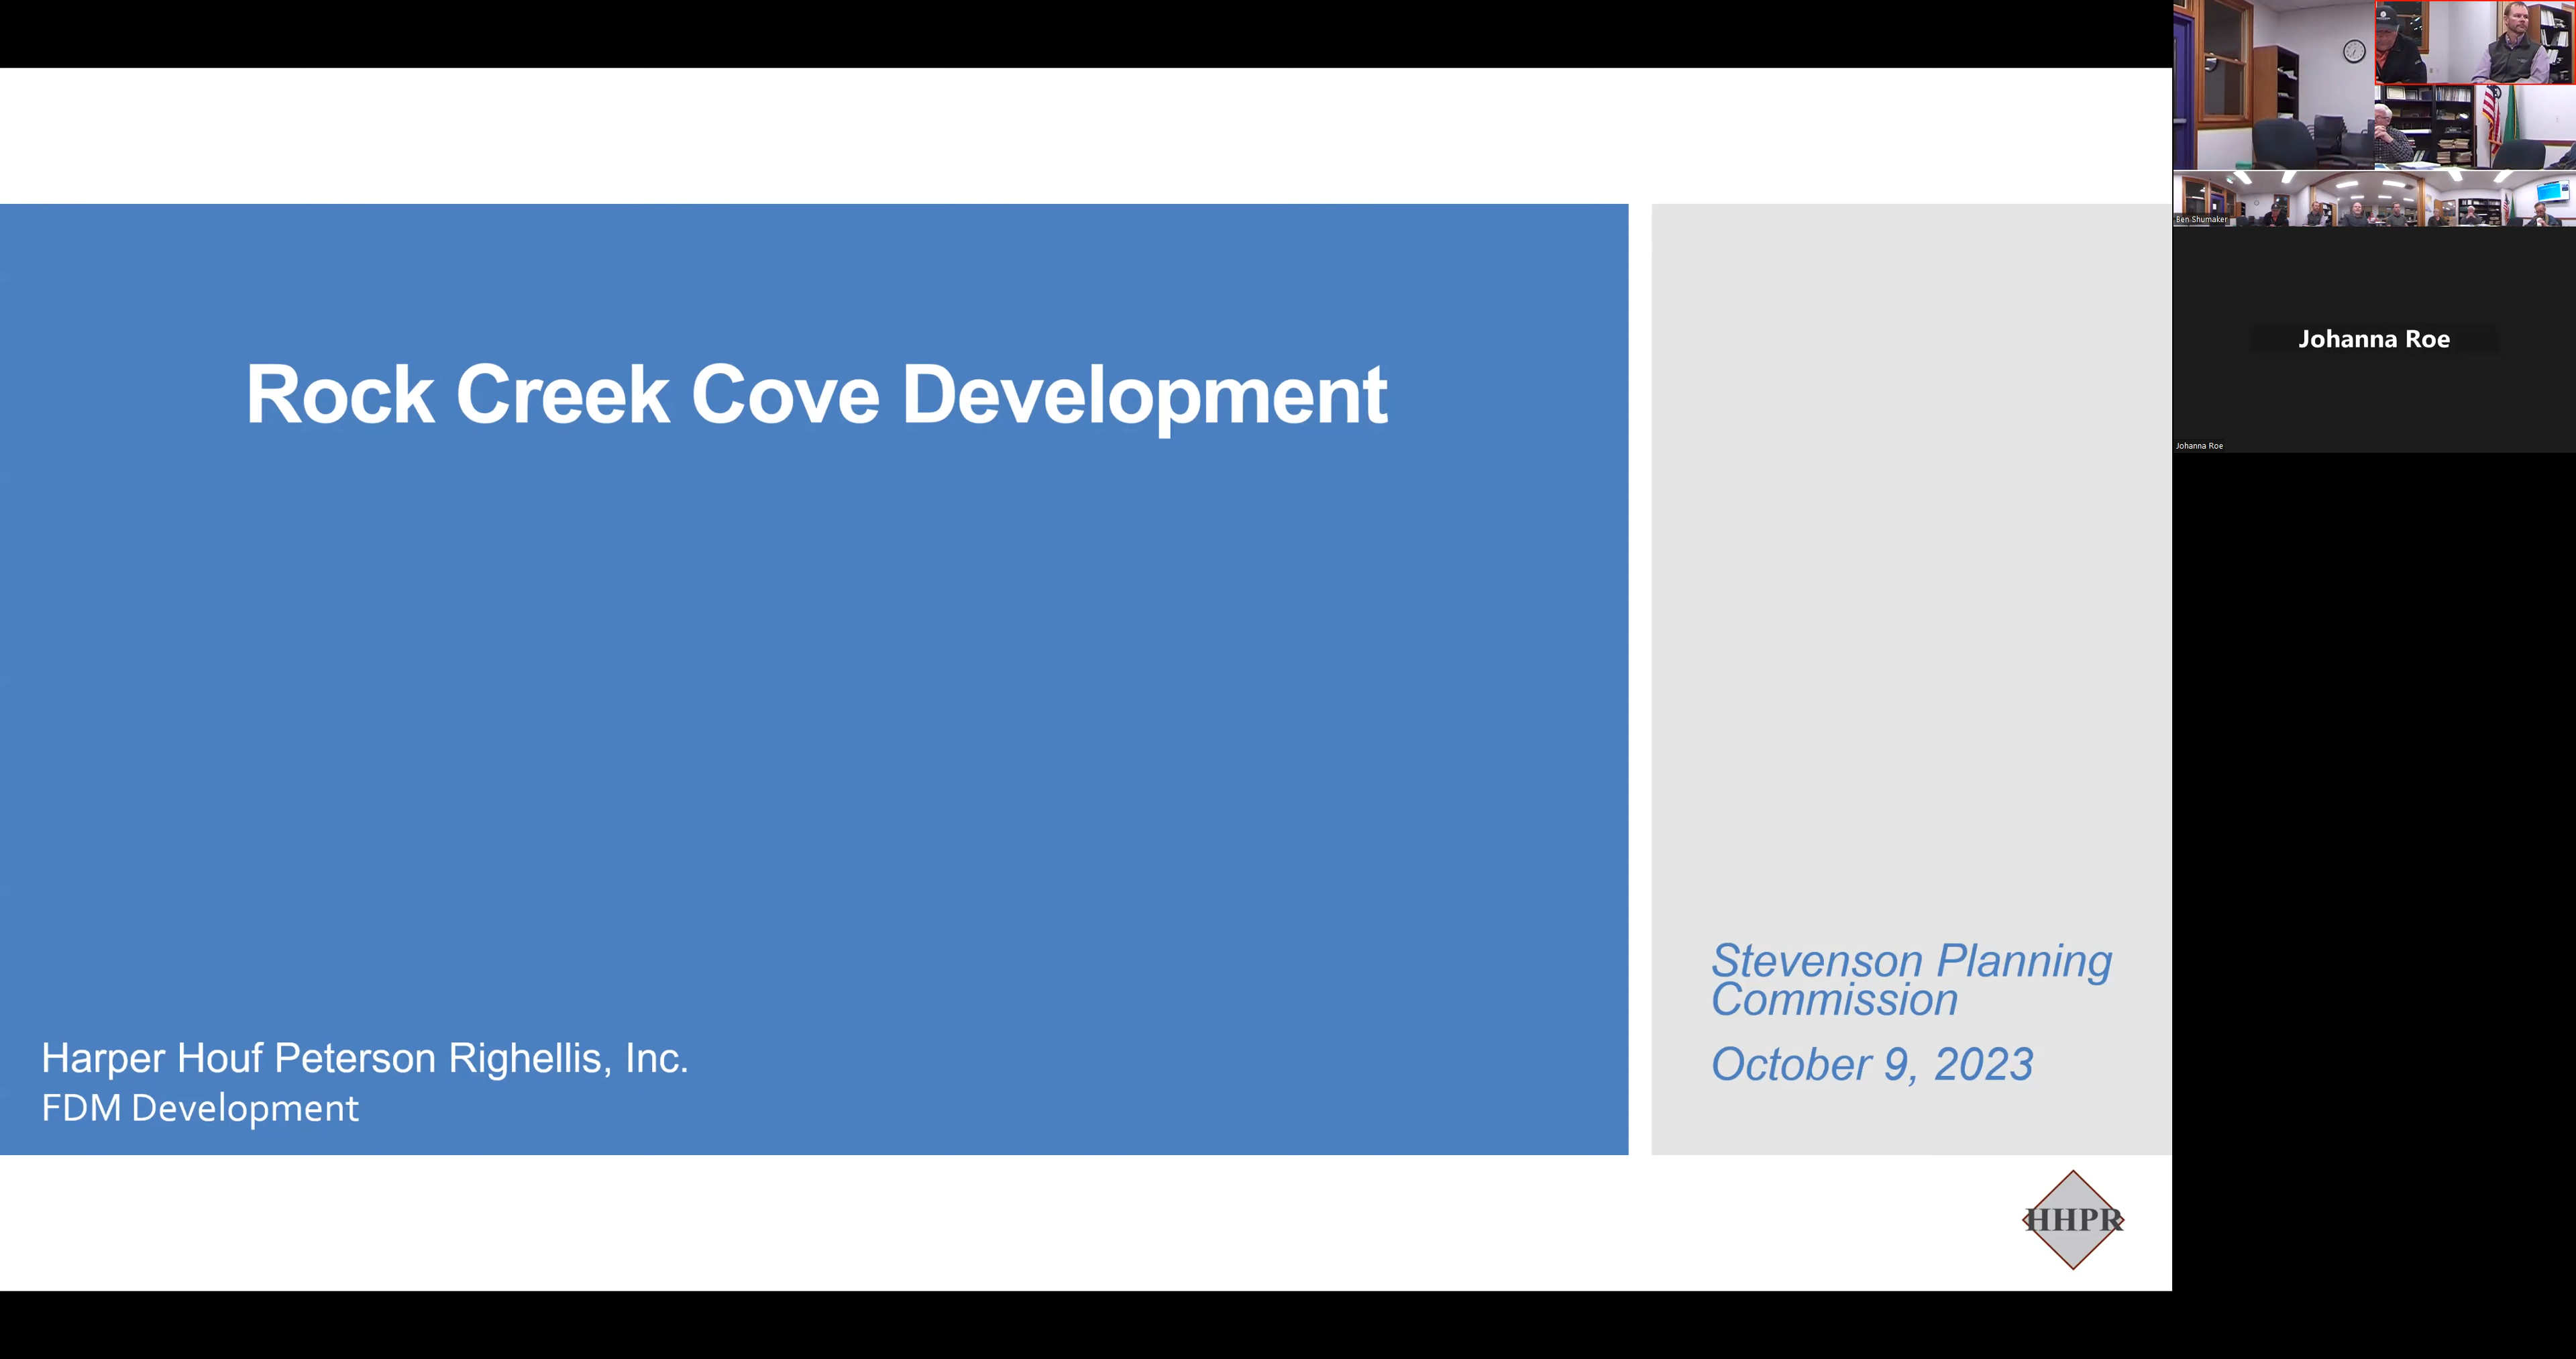 Rock Creek Cove Development
Harper Houf Peterson Righellis, Inc.
FDM Development
Stevenson Planning
Commission
October 9, 2023
HHPR
Ben Shumaker
Johanna Roe
Johanna Roe